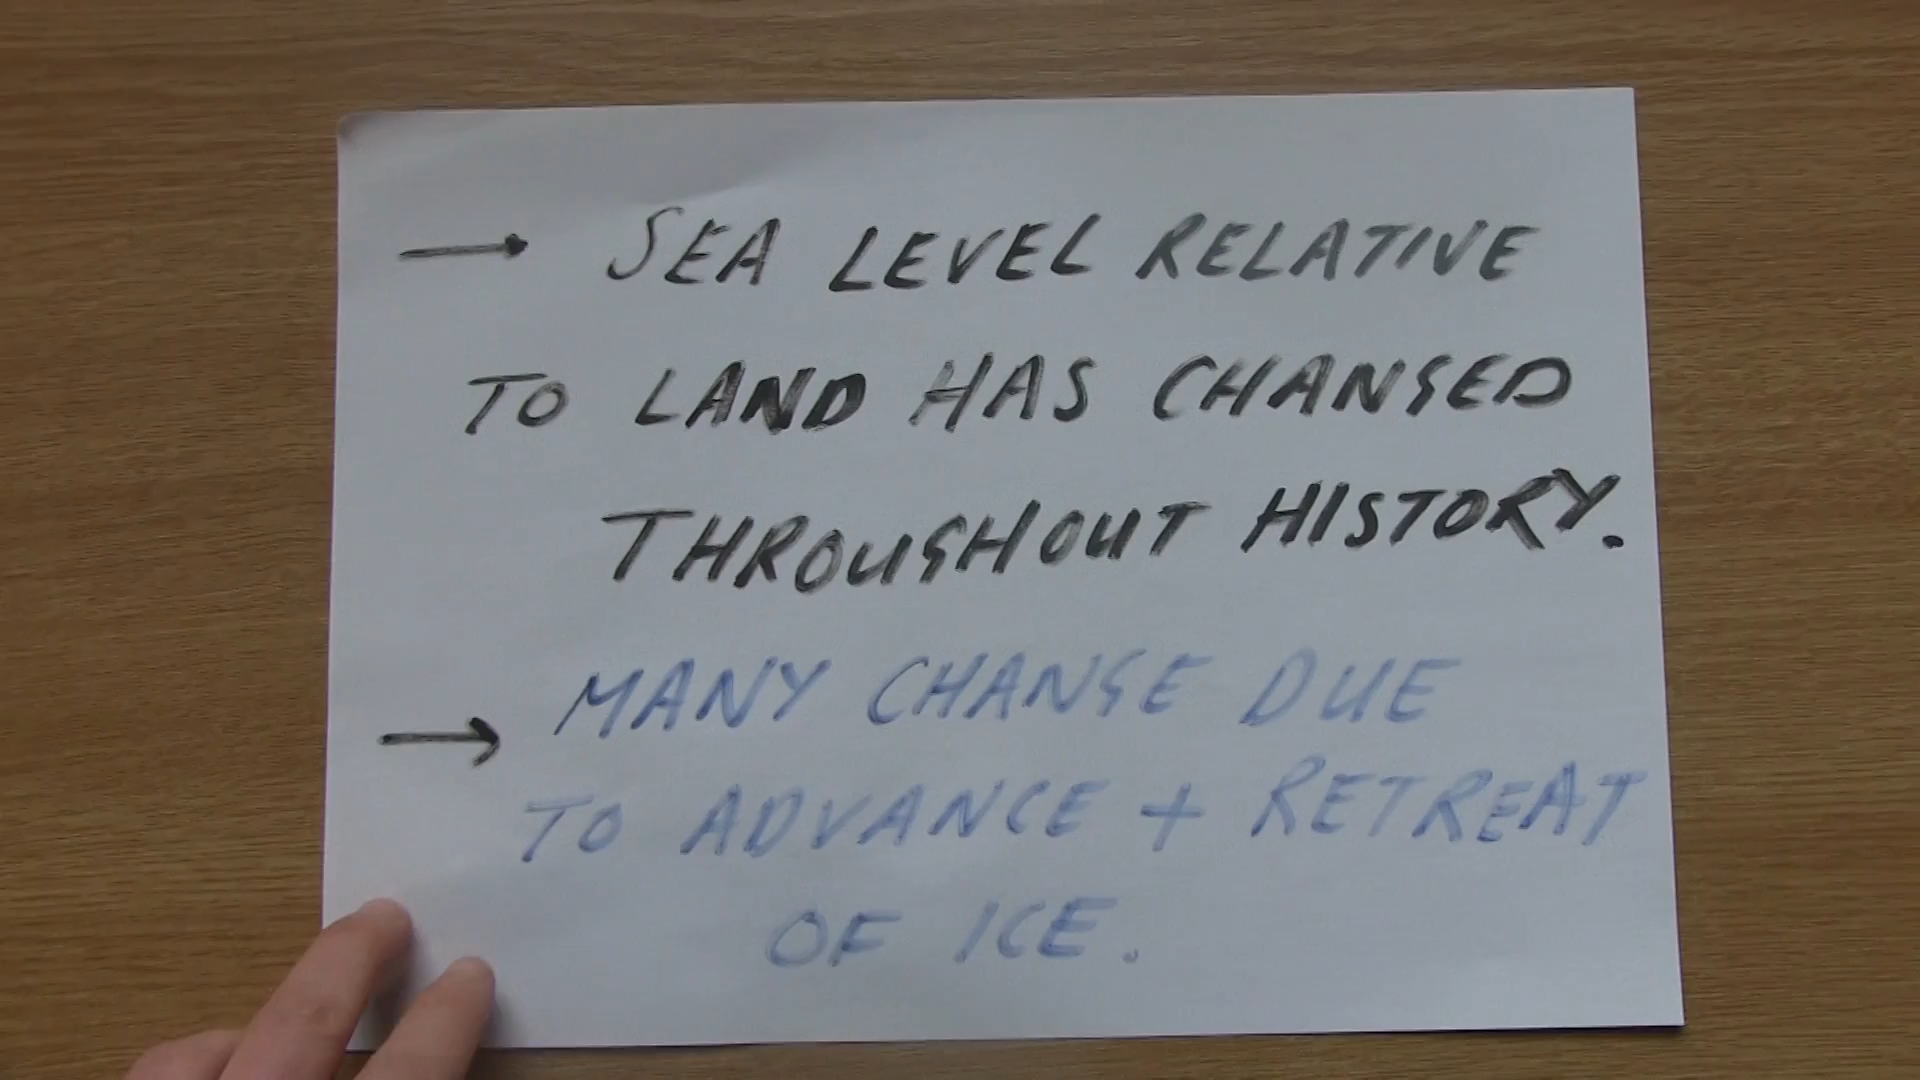 → SEA LEVEL RELATIVE
TO LAND HAS CHANGED
THROUGHOUT HISTORY.
→ MANY CHANGE DUE
TO ADVANCE + RETREAT
OF ICE.